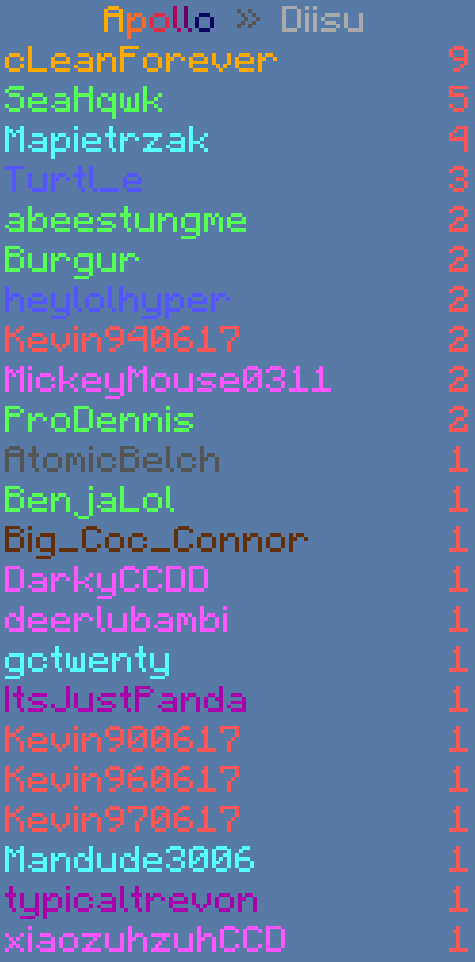 Apollo » Diisu
cLeanForever 9
SeaHqwk 5
Mapietrzak 4
Turtl_e 3
abeestungme 2
Burgur 2
heylolhyper 2
Kevin940617 2
MickeyMouse0311 2
ProDennis 2
AtomicBelch 1
BenjaLol 1
Big_Coc_Connor 1
DarkyCCDD 1
deerlubambi 1
gctwenty 1
ItsJustPanda 1
Kevin900617 1
Kevin960617 1
Kevin970617 1
Mandude3006 1
typicaltrevon 1
xiaozuhzuhCCD 1